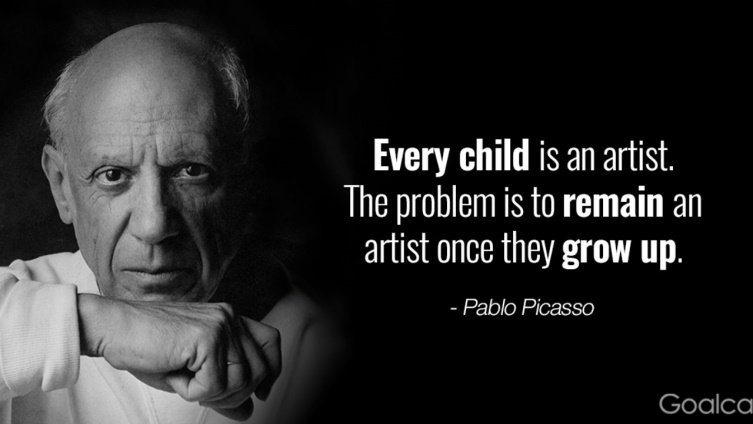 Every child is an artist.
The problem is to remain an
artist once they grow up.
- Pablo Picasso
Goalca